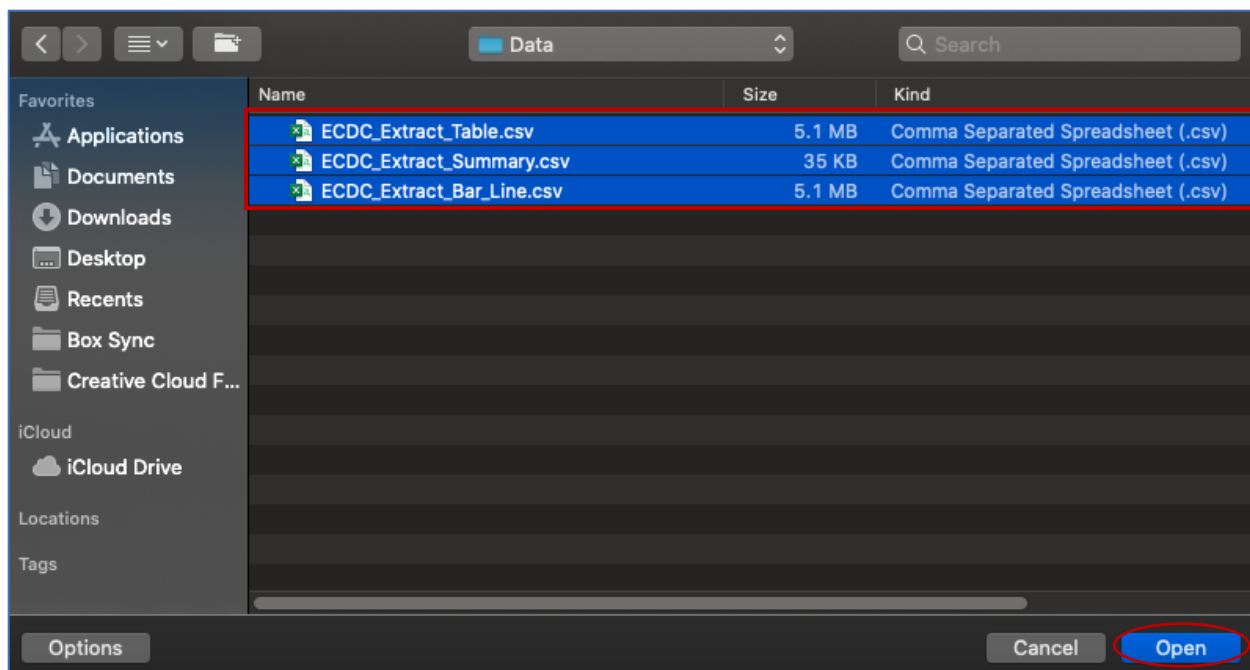 Data
Search
Favorites
Applications
Documents
Downloads
Desktop
Recents
Box Sync
Creative Cloud F...
iCloud
iCloud Drive
Locations
Tags
Name Size Kind
ECDC_Extract_Table.csv 5.1 MB Comma Separated Spreadsheet (.csv)
ECDC_Extract_Summary.csv 35 KB Comma Separated Spreadsheet (.csv)
ECDC_Extract_Bar_Line.csv 5.1 MB Comma Separated Spreadsheet (.csv)
Options Cancel Open